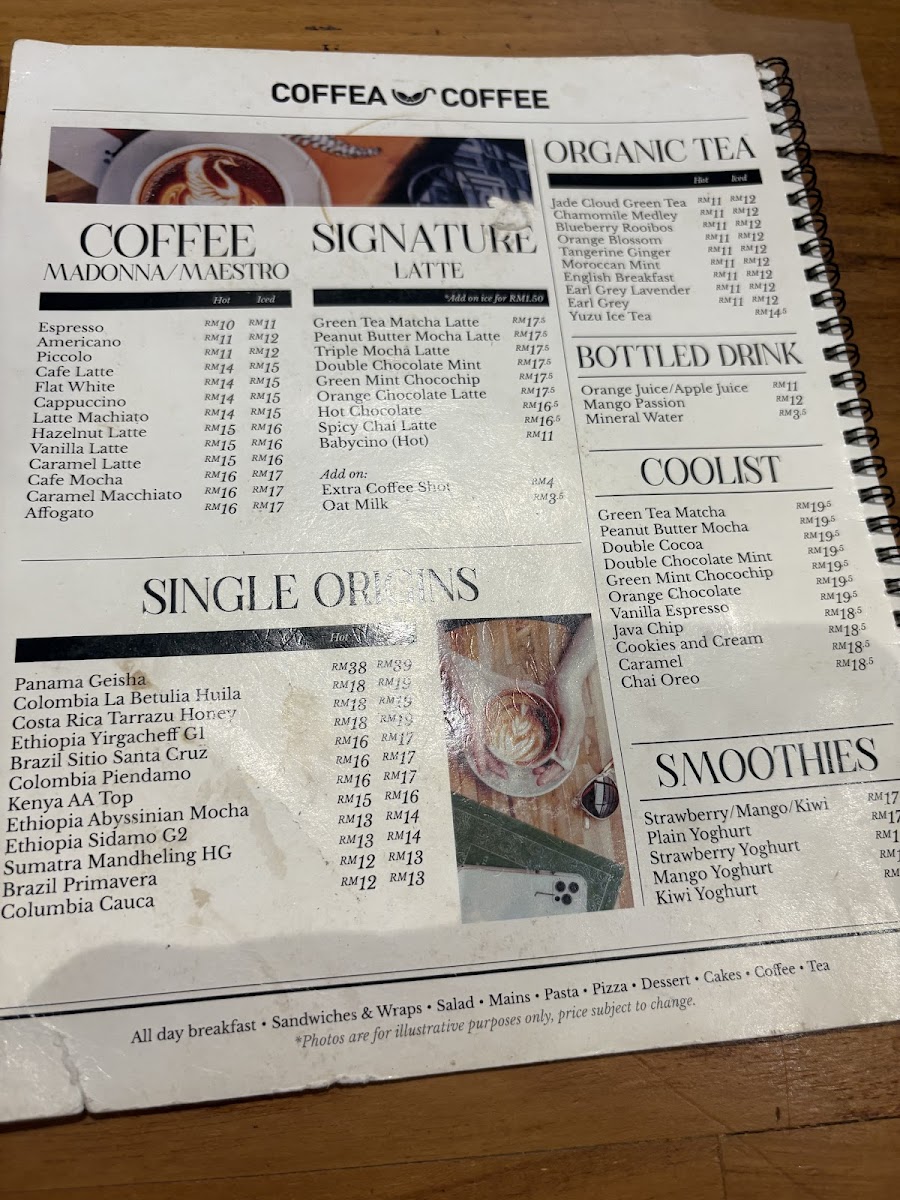 COFFEA COFFEE
COFFEE
MADONNA/MAESTRO
Hot Iced
Espresso RM10 RM11
Americano RM11 RM12
Piccolo RM11 RM12
Cafe Latte RM14 RM15
Flat White RM14 RM15
Cappuccino RM14 RM15
Latte Machiato RM14 RM15
Hazelnut Latte RM15 RM16
Vanilla Latte RM15 RM16
Caramel Latte RM15 RM16
Cafe Mocha RM16 RM17
Caramel Macchiato RM16 RM17
Affogato RM16 RM17
SIGNATURE
LATTE
*Add on ice for RM1.50
Green Tea Matcha Latte RM17.5
Peanut Butter Mocha Latte RM17.5
Triple Mocha Latte RM17.5
Double Chocolate Mint RM17.5
Green Mint Chocochip RM17.5
Orange Chocolate Latte RM17.5
Hot Chocolate RM16.5
Spicy Chai Latte RM16.5
Babycino (Hot) RM11
Add on:
Extra Coffee Shot RM4
Oat Milk RM3.5
SINGLE ORIGINS
Hot
Panama Geisha RM38 RM39
Colombia La Betulia Huila RM18 RM19
Costa Rica Tarrazu Honey RM18 RM19
Ethiopia Yirgacheff G1 RM18 RM19
Brazil Sitio Santa Cruz RM16 RM17
Colombia Piendamo RM16 RM17
Kenya AA Top RM16 RM17
Ethiopia Abyssinian Mocha RM15 RM16
Ethiopia Sidamo G2 RM13 RM14
Sumatra Mandheling HG RM13 RM14
Brazil Primavera RM12 RM13
Columbia Cauca RM12 RM13
ORGANIC TEA
Hot Iced
Jade Cloud Green Tea RM11 RM12
Chamomile Medley RM11 RM12
Blueberry Rooibos RM11 RM12
Orange Blossom RM11 RM12
Tangerine Ginger RM11 RM12
Moroccan Mint RM11 RM12
English Breakfast RM11 RM12
Earl Grey Lavender RM11 RM12
Earl Grey RM11 RM12
Yuzu Ice Tea RM14.5
BOTTLED DRINK
Orange Juice/Apple Juice RM11
Mango Passion RM12
Mineral Water RM3.5
COOLIST
Green Tea Matcha RM19.5
Peanut Butter Mocha RM19.5
Double Cocoa RM19.5
Double Chocolate Mint RM19.5
Green Mint Chocochip RM19.5
Orange Chocolate RM19.5
Vanilla Espresso RM19.5
Java Chip RM18.5
Cookies and Cream RM18.5
Caramel RM18.5
Chai Oreo RM18.5
SMOOTHIES
Strawberry/Mango/Kiwi RM17
Plain Yoghurt RM17
Strawberry Yoghurt RM1
Mango Yoghurt RM
Kiwi Yoghurt RM
All day breakfast • Sandwiches & Wraps • Salad • Mains • Pasta • Pizza • Dessert • Cakes • Coffee • Tea
*Photos are for illustrative purposes only, price subject to change.